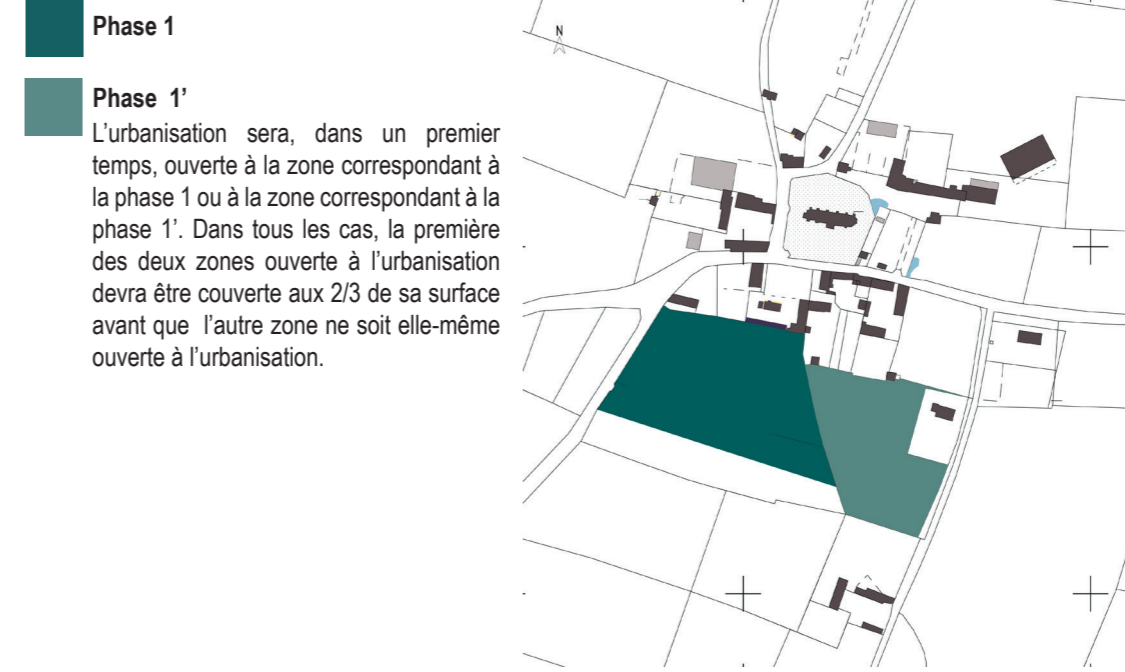 Phase 1
Phase 1’
L’urbanisation sera, dans un premier
temps, ouverte à la zone correspondant à
la phase 1 ou à la zone correspondant à la
phase 1’. Dans tous les cas, la première
des deux zones ouverte à l’urbanisation
devra être couverte aux 2/3 de sa surface
avant que l’autre zone ne soit elle-même
ouverte à l’urbanisation.
N